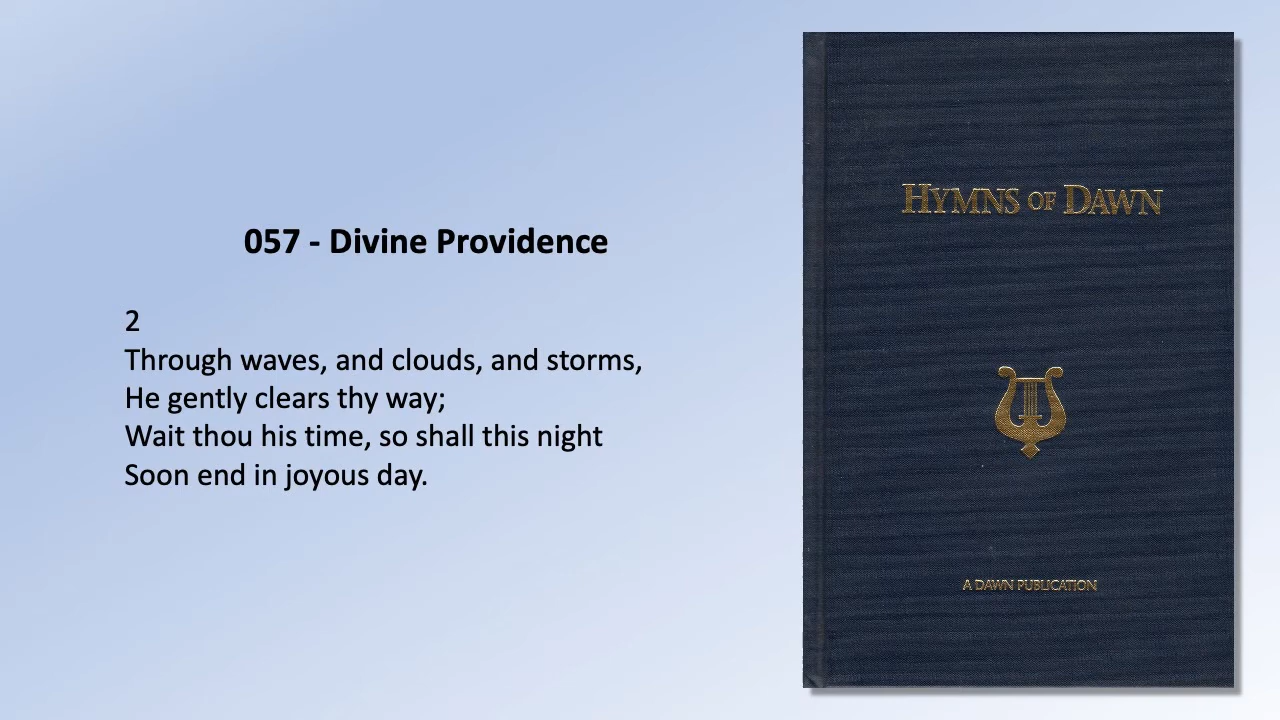 057 - Divine Providence
2
Through waves, and clouds, and storms,
He gently clears thy way;
Wait thou his time, so shall this night
Soon end in joyous day.
HYMNS OF DAWN
A DAWN PUBLICATION